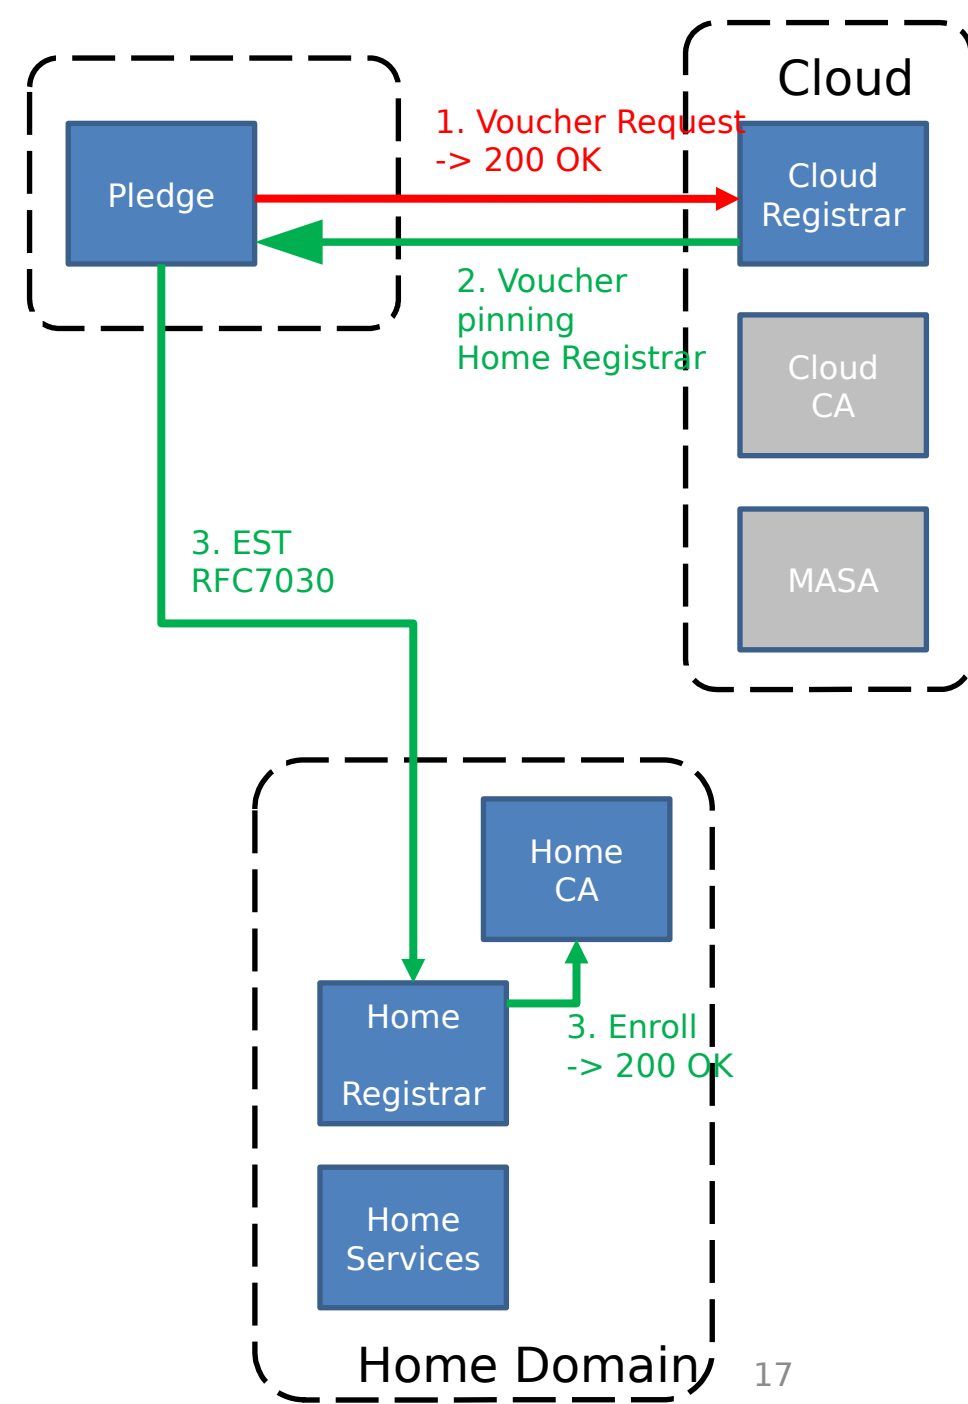 Cloud
1. Voucher Request
-> 200 OK
Pledge
Cloud
Registrar
2. Voucher
pinning
Home Registrar
Cloud
CA
3. EST
RFC7030
MASA
Home
CA
Home
Registrar
3. Enroll
-> 200 OK
Home
Services
Home Domain
17